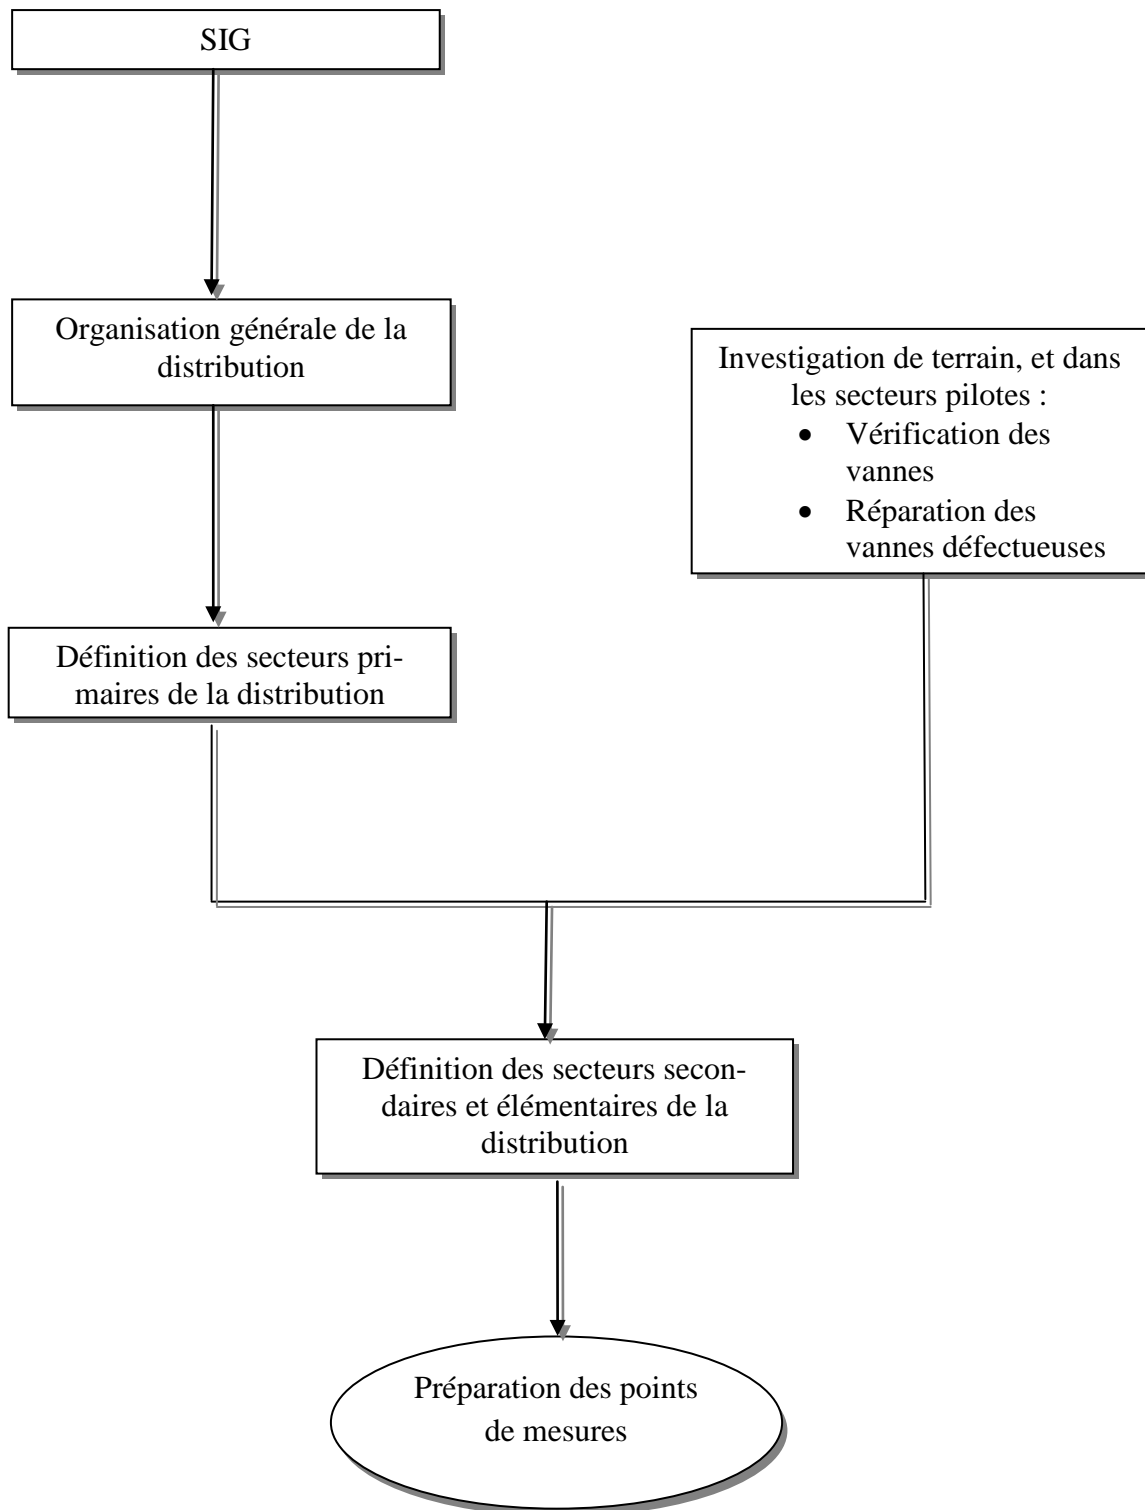 SIG
Organisation générale de la
distribution
Investigation de terrain, et dans
les secteurs pilotes :
• Vérification des
vannes
• Réparation des
vannes défectueuses
Définition des secteurs pri-
maires de la distribution
Définition des secteurs secon-
daires et élémentaires de la
distribution
Préparation des points
de mesures